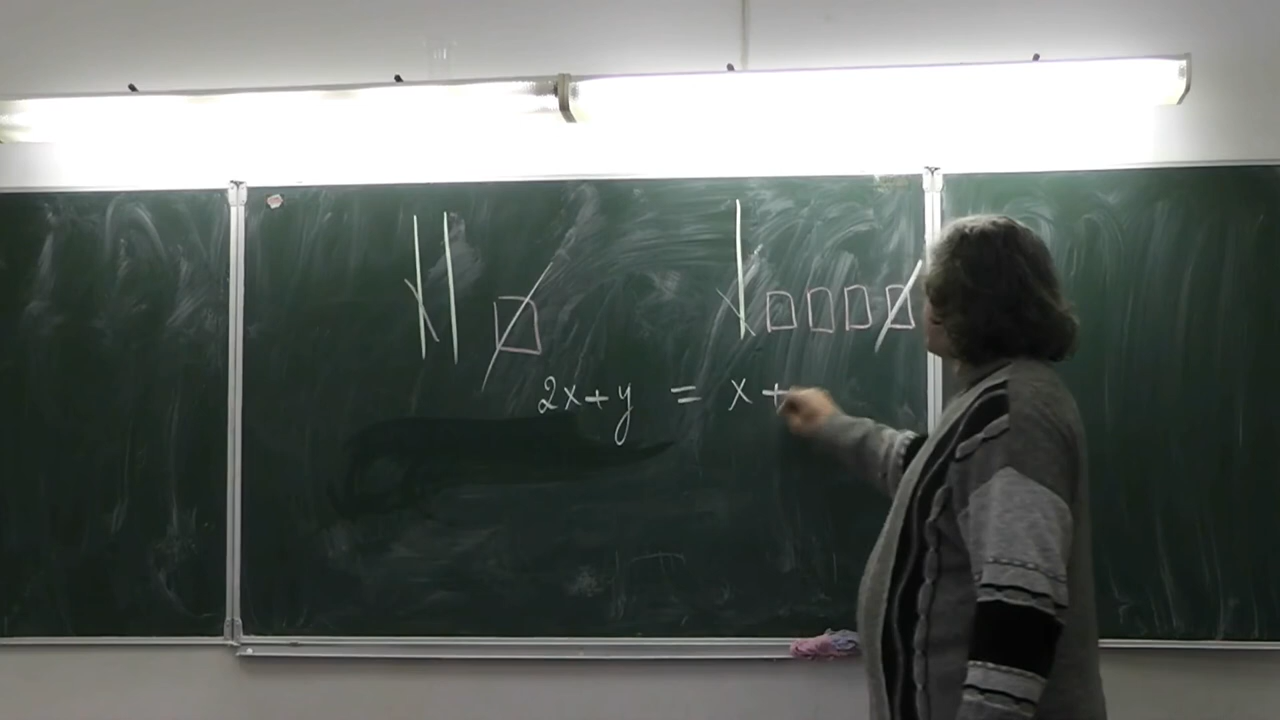 2x+y = x+